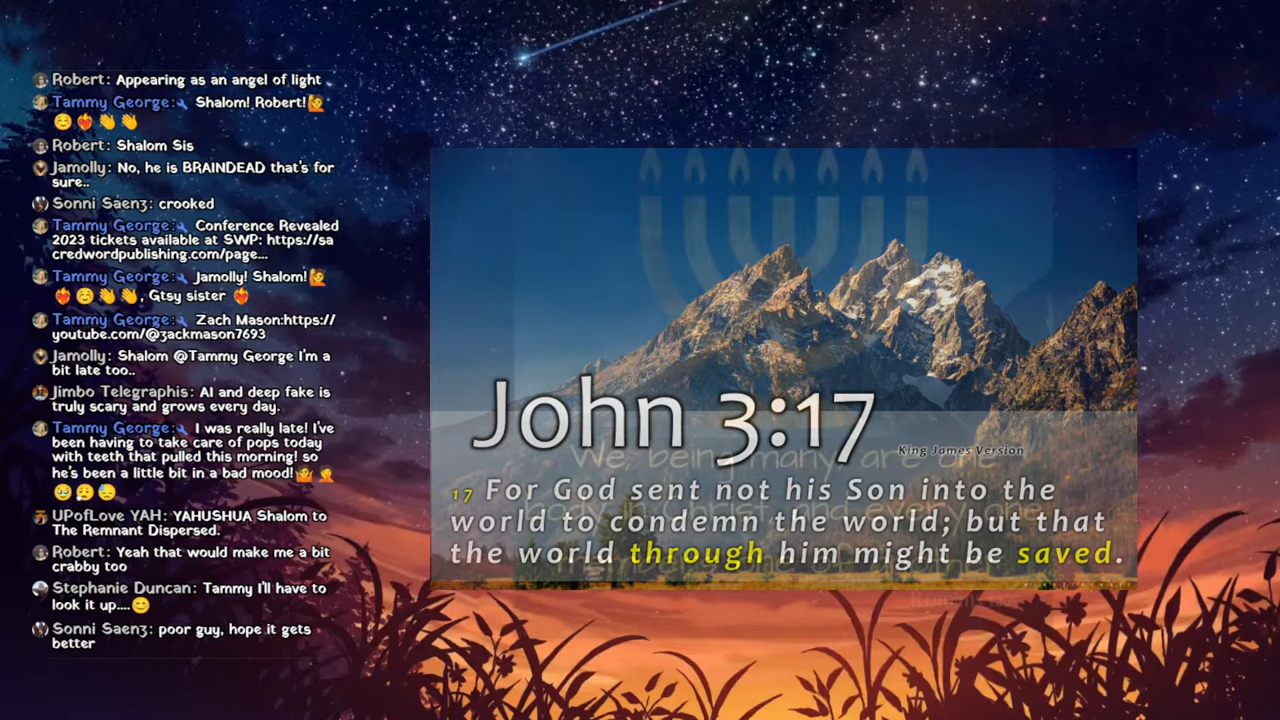 Robert: Appearing as an angel of light
Tammy George: Shalom! Robert!🙋
☺️❤️‍🔥👋👋
Robert: Shalom Sis
Jamolly: No, he is BRAINDEAD that's for
sure..
Sonni Saenz: crooked
Tammy George: Conference Revealed
2023 tickets available at SWP: https://sa
credwordpublishing.com/page...
Tammy George: Jamolly! Shalom!🙋
❤️‍🔥☺️👋👋, Gtsy sister ❤️‍🔥
Tammy George: Zach Mason:https://
youtube.com/@zackmason7693
Jamolly: Shalom @Tammy George I'm a
bit late too..
Jimbo Telegraphis: AI and deep fake is
truly scary and grows every day.
Tammy George: I was really late! I've
been having to take care of pops today
with teeth that pulled this morning! so
he's been a little bit in a bad mood!🤷🤦
🥺😥😓
UPofLove YAH: YAHUSHUA Shalom to
The Remnant Dispersed.
Robert: Yeah that would make me a bit
crabby too
Stephanie Duncan: Tammy I'll have to
look it up....😊
Sonni Saenz: poor guy, hope it gets
better
John 3:17
King James Version
We, being many are one
17 For God sent not his Son into the
world to condemn the world; but that
the world through him might be saved.